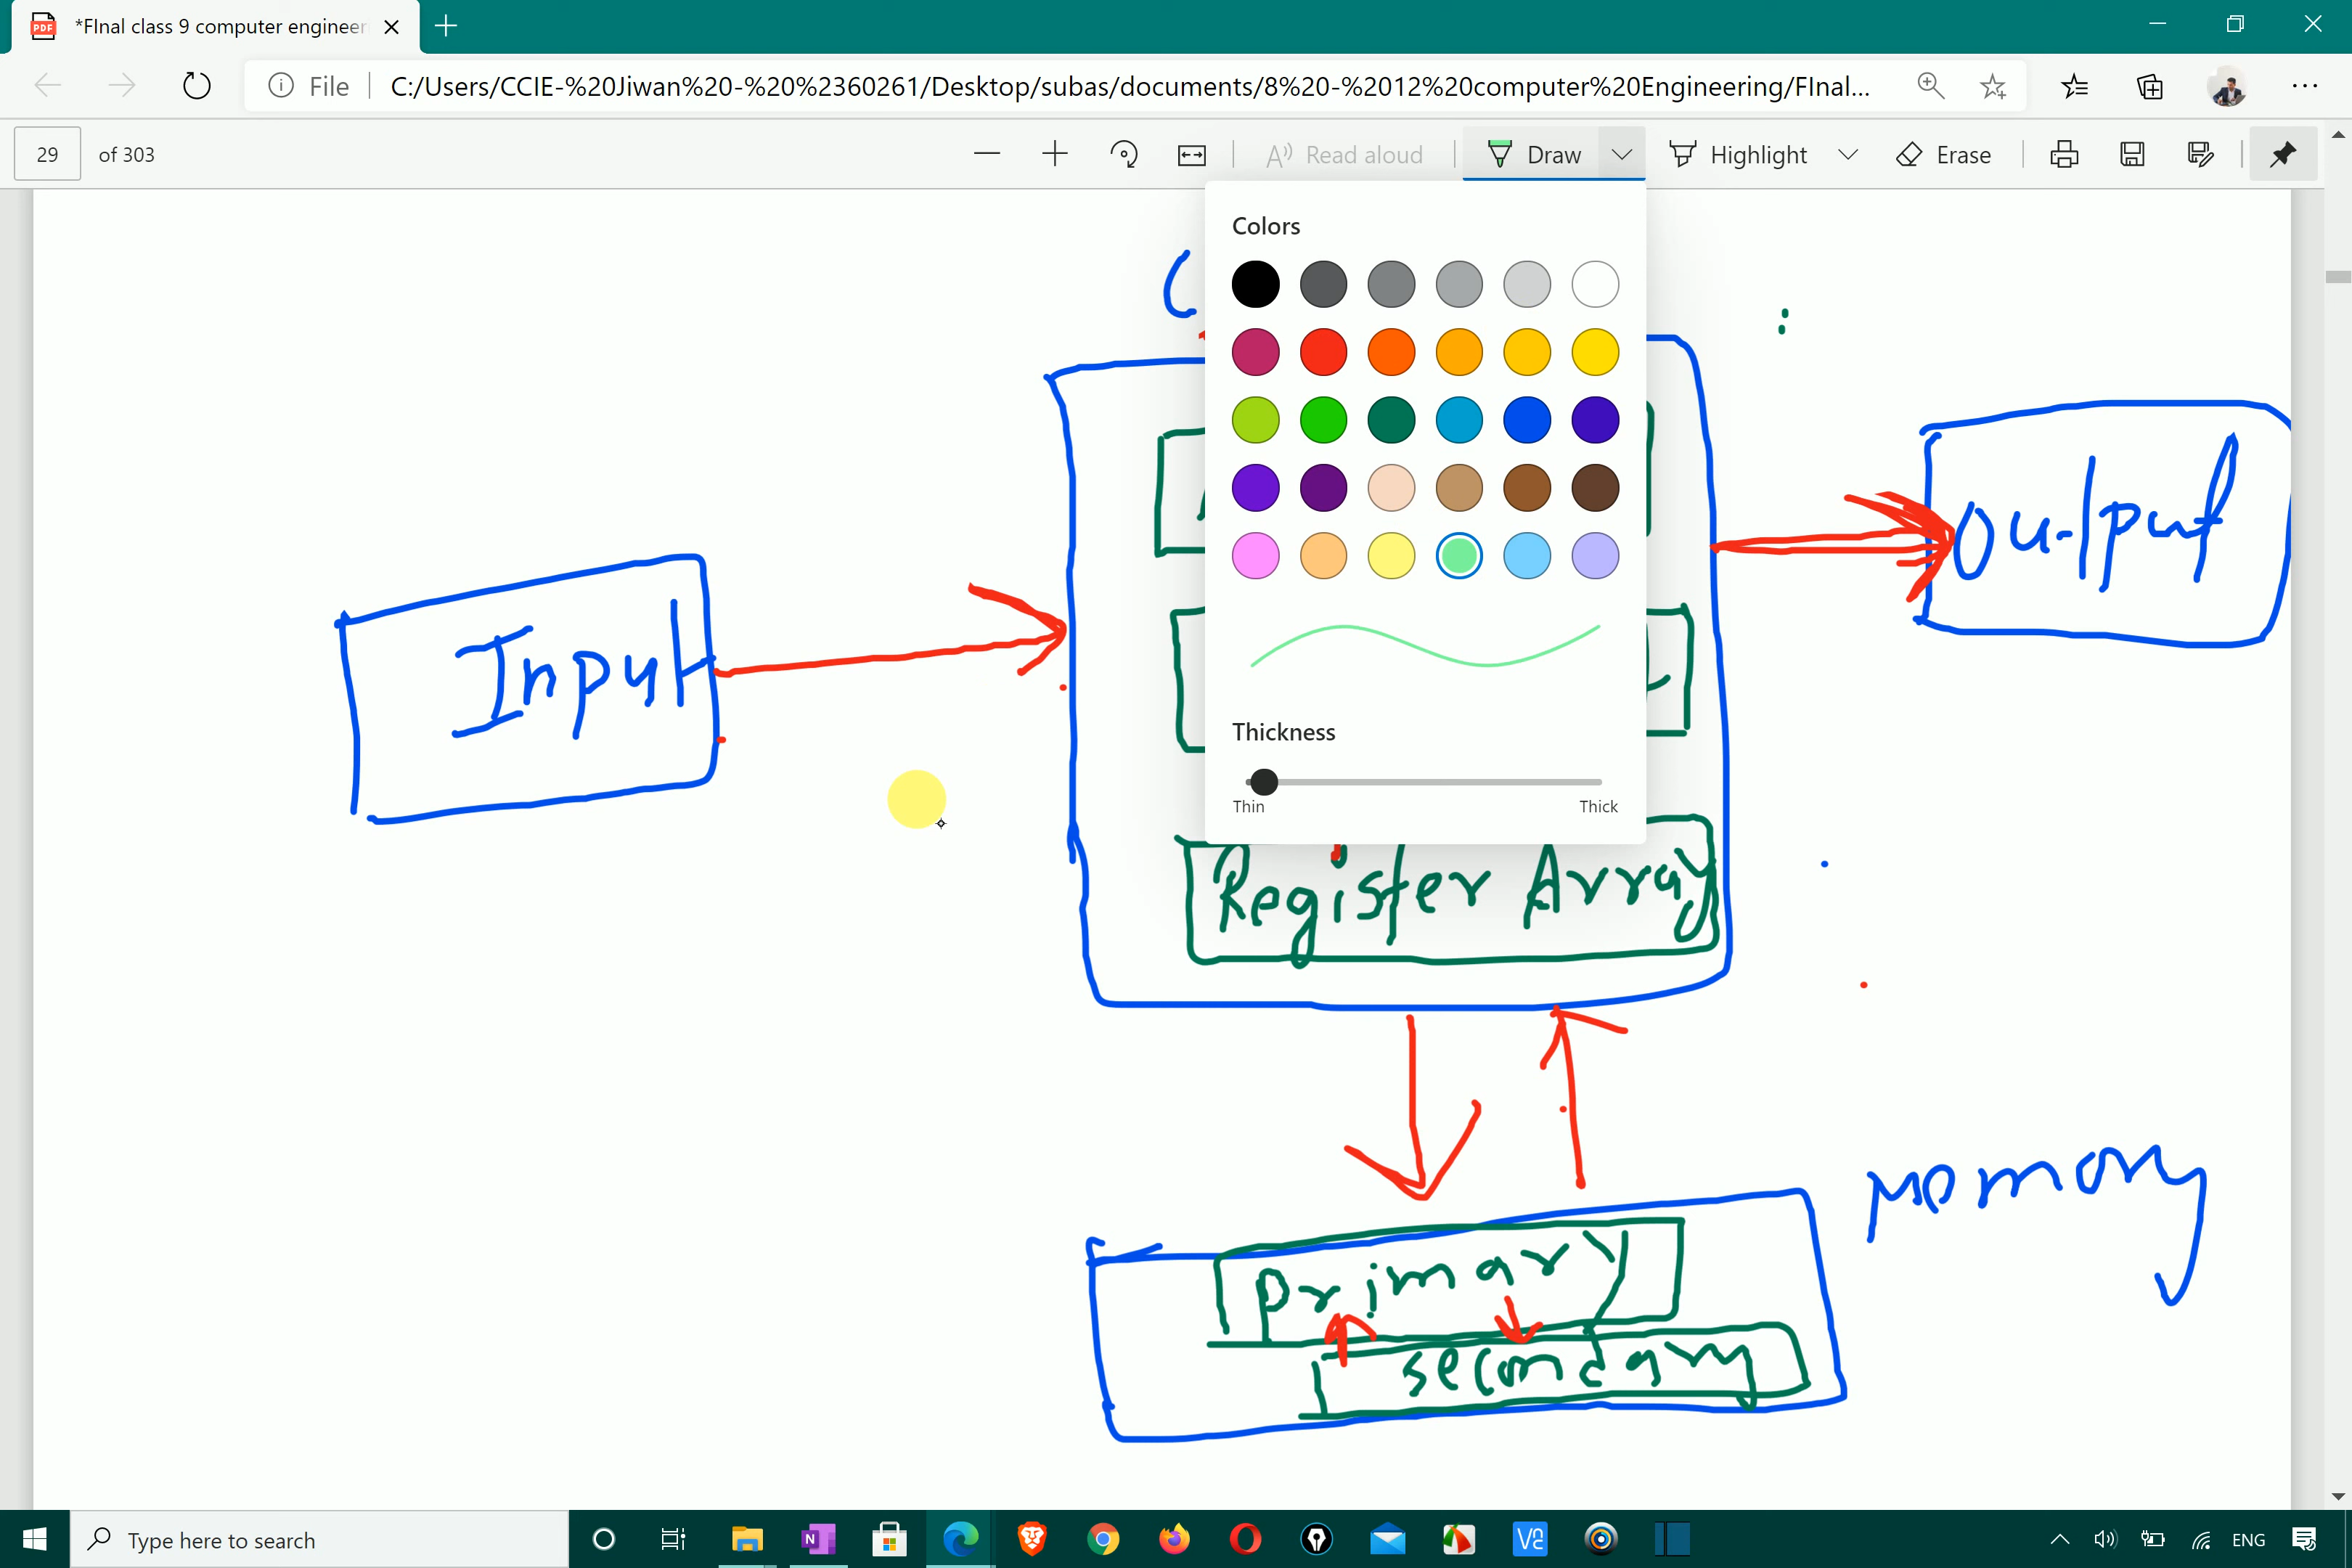 *FInal class 9 computer engineer
File
C:/Users/CCIE-%20Jiwan%20-%20%2360261/Desktop/subas/documents/8%20-%2012%20computer%20Engineering/FInal...
29 of 303
Read aloud
Draw
Highlight
Erase
Colors
Output
Input
Thickness
Thin
Thick
Register Array
Memory
primary
secondary
Type here to search
ENG